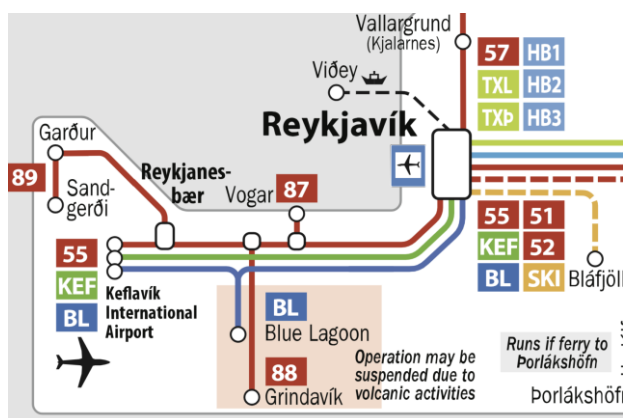 Vallargrund
(Kjalarnes)
57 HB1
TXL HB2
TXÞ HB3
Viðey
Reykjavík
Garður
89
Sand-
gerði
Reykjanes-
bær
Vogar
87
55
KEF
BL
Keflavík
International
Airport
55 51
KEF 52
BL SKI
Bláfjöll
BL
Blue Lagoon
88
Grindavík
Operation may be
suspended due to
volcanic activities
Runs if ferry to
Þorlákshöfn
Þorlákshöfn